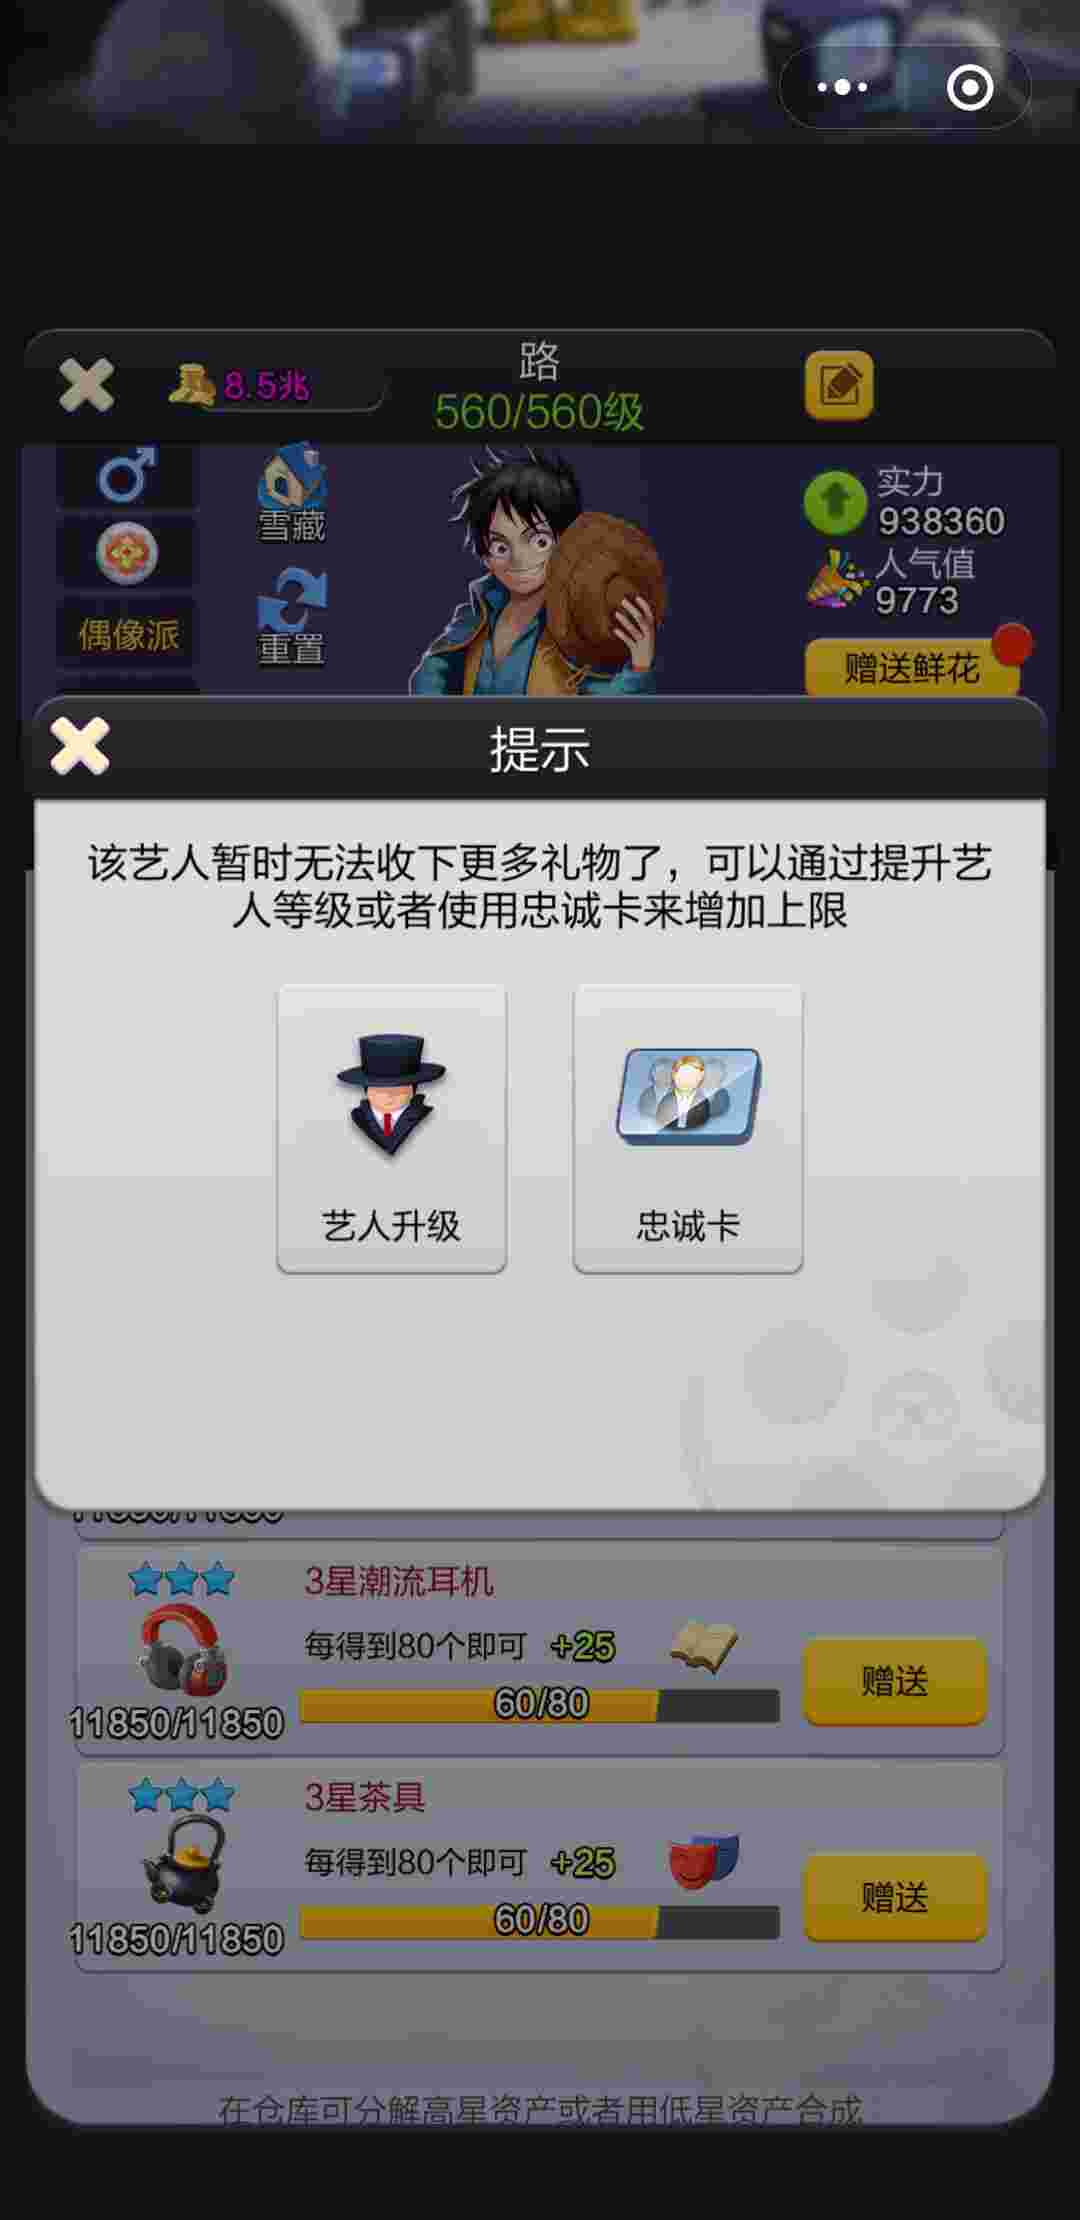 8.5兆
路
560/560级
雪藏
重置
偶像派
实力
938360
人气值
9773
赠送鲜花
提示
该艺人暂时无法收下更多礼物了，可以通过提升艺
人等级或者使用忠诚卡来增加上限
艺人升级
忠诚卡
3星潮流耳机
每得到80个即可 +25
60/80
11850/11850
赠送
3星茶具
每得到80个即可 +25
60/80
11850/11850
赠送
在仓库可分解高星资产或者用低星资产合成